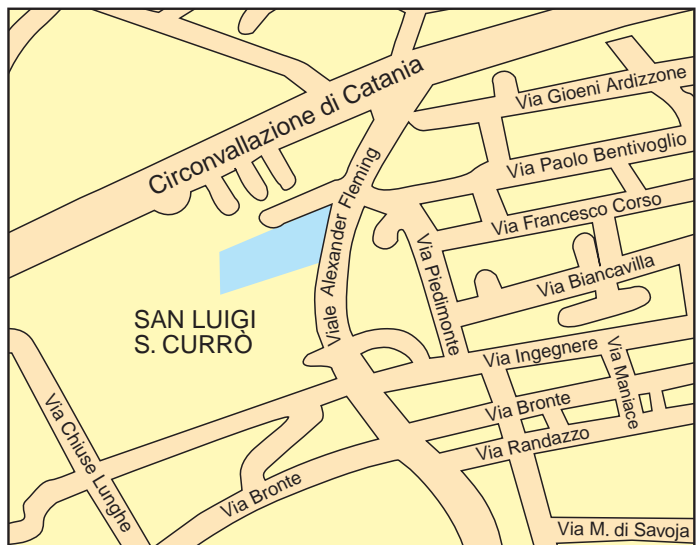 Circonvallazione di Catania
Via Gioeni Ardizzone
Via Paolo Bentivoglio
Viale Alexander Fleming
Via Francesco Corso
Via Piedimonte
Via Biancavilla
SAN LUIGI
S. CURRÒ
Via Ingegnere
Via Maniace
Via Chiuse Lunghe
Via Bronte
Via Randazzo
Via Bronte
Via M. di Savoja